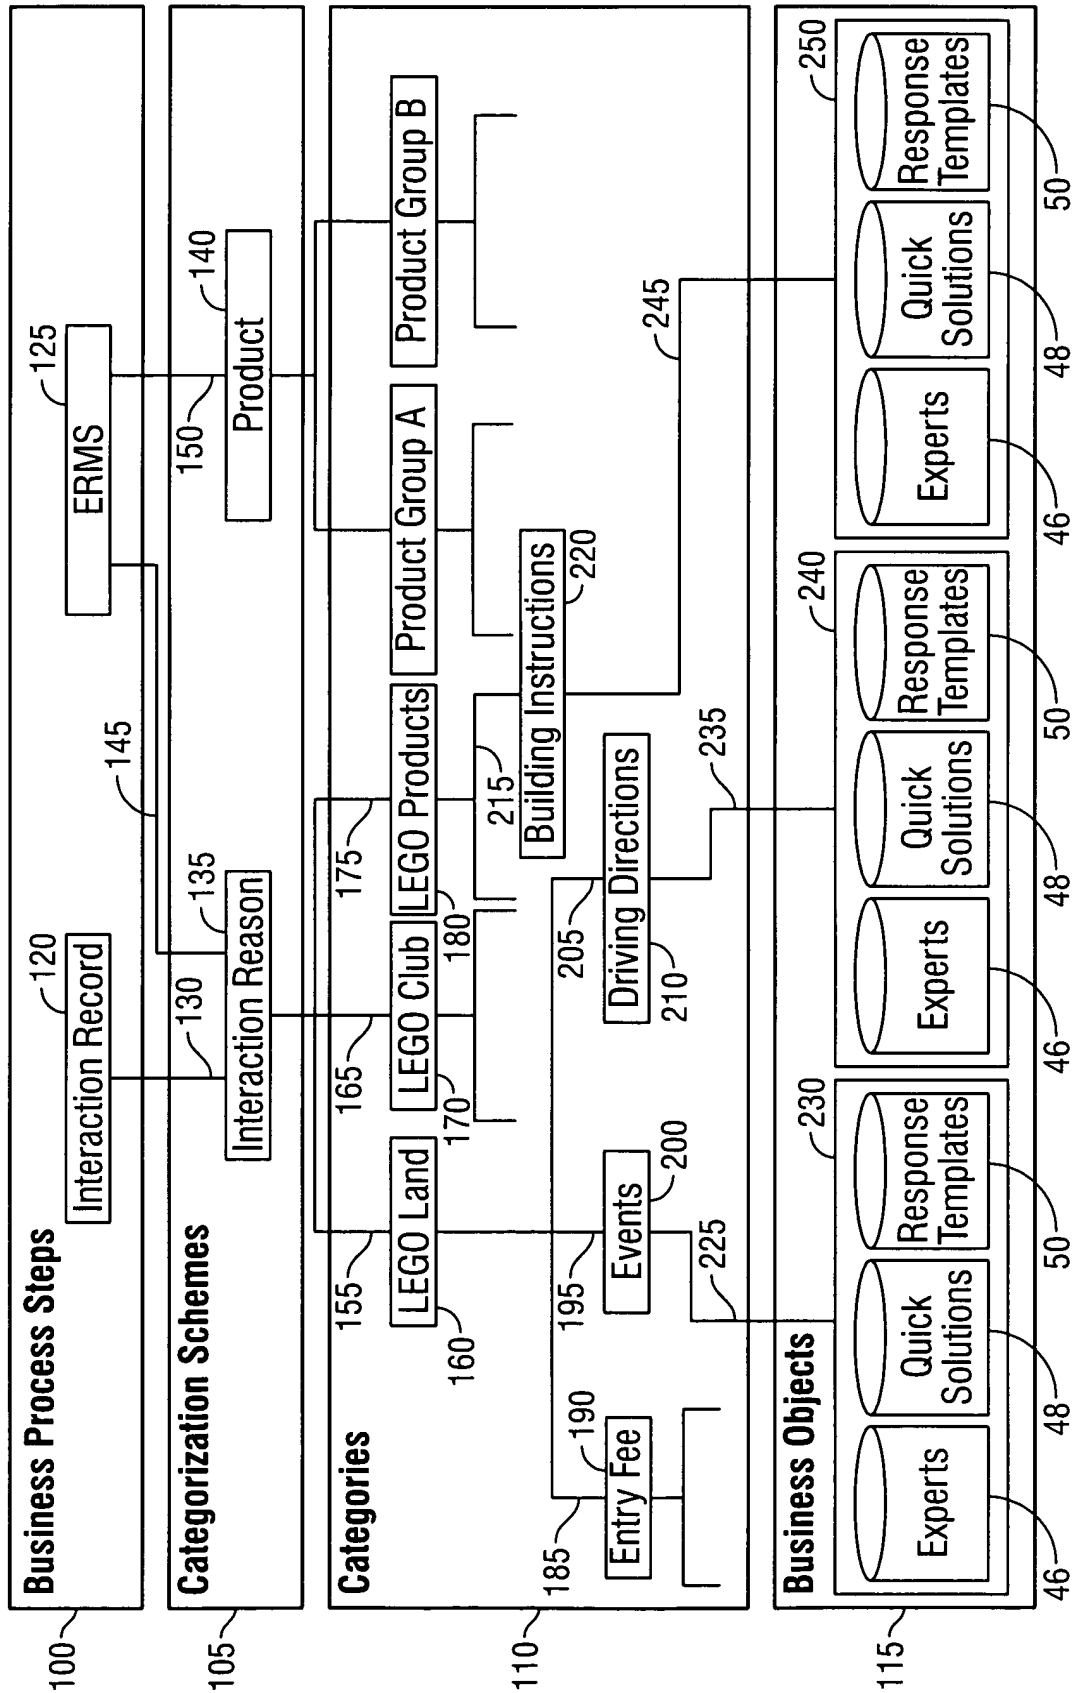 100
Business Process Steps
Interaction Record
120
ERMS
125
105
Categorization Schemes
130
145
150
Interaction Reason
135
Product
140
110
Categories
155
165
175
LEGO Land
160
LEGO Club
170
LEGO Products
180
Product Group A
Product Group B
215
Building Instructions
220
185
195
205
245
Entry Fee
190
Events
200
Driving Directions
210
225
235
115
Business Objects
230
240
250
Experts
Quick
Solutions
Response
Templates
Experts
Quick
Solutions
Response
Templates
Experts
Quick
Solutions
Response
Templates
46
48
50
46
48
50
46
48
50